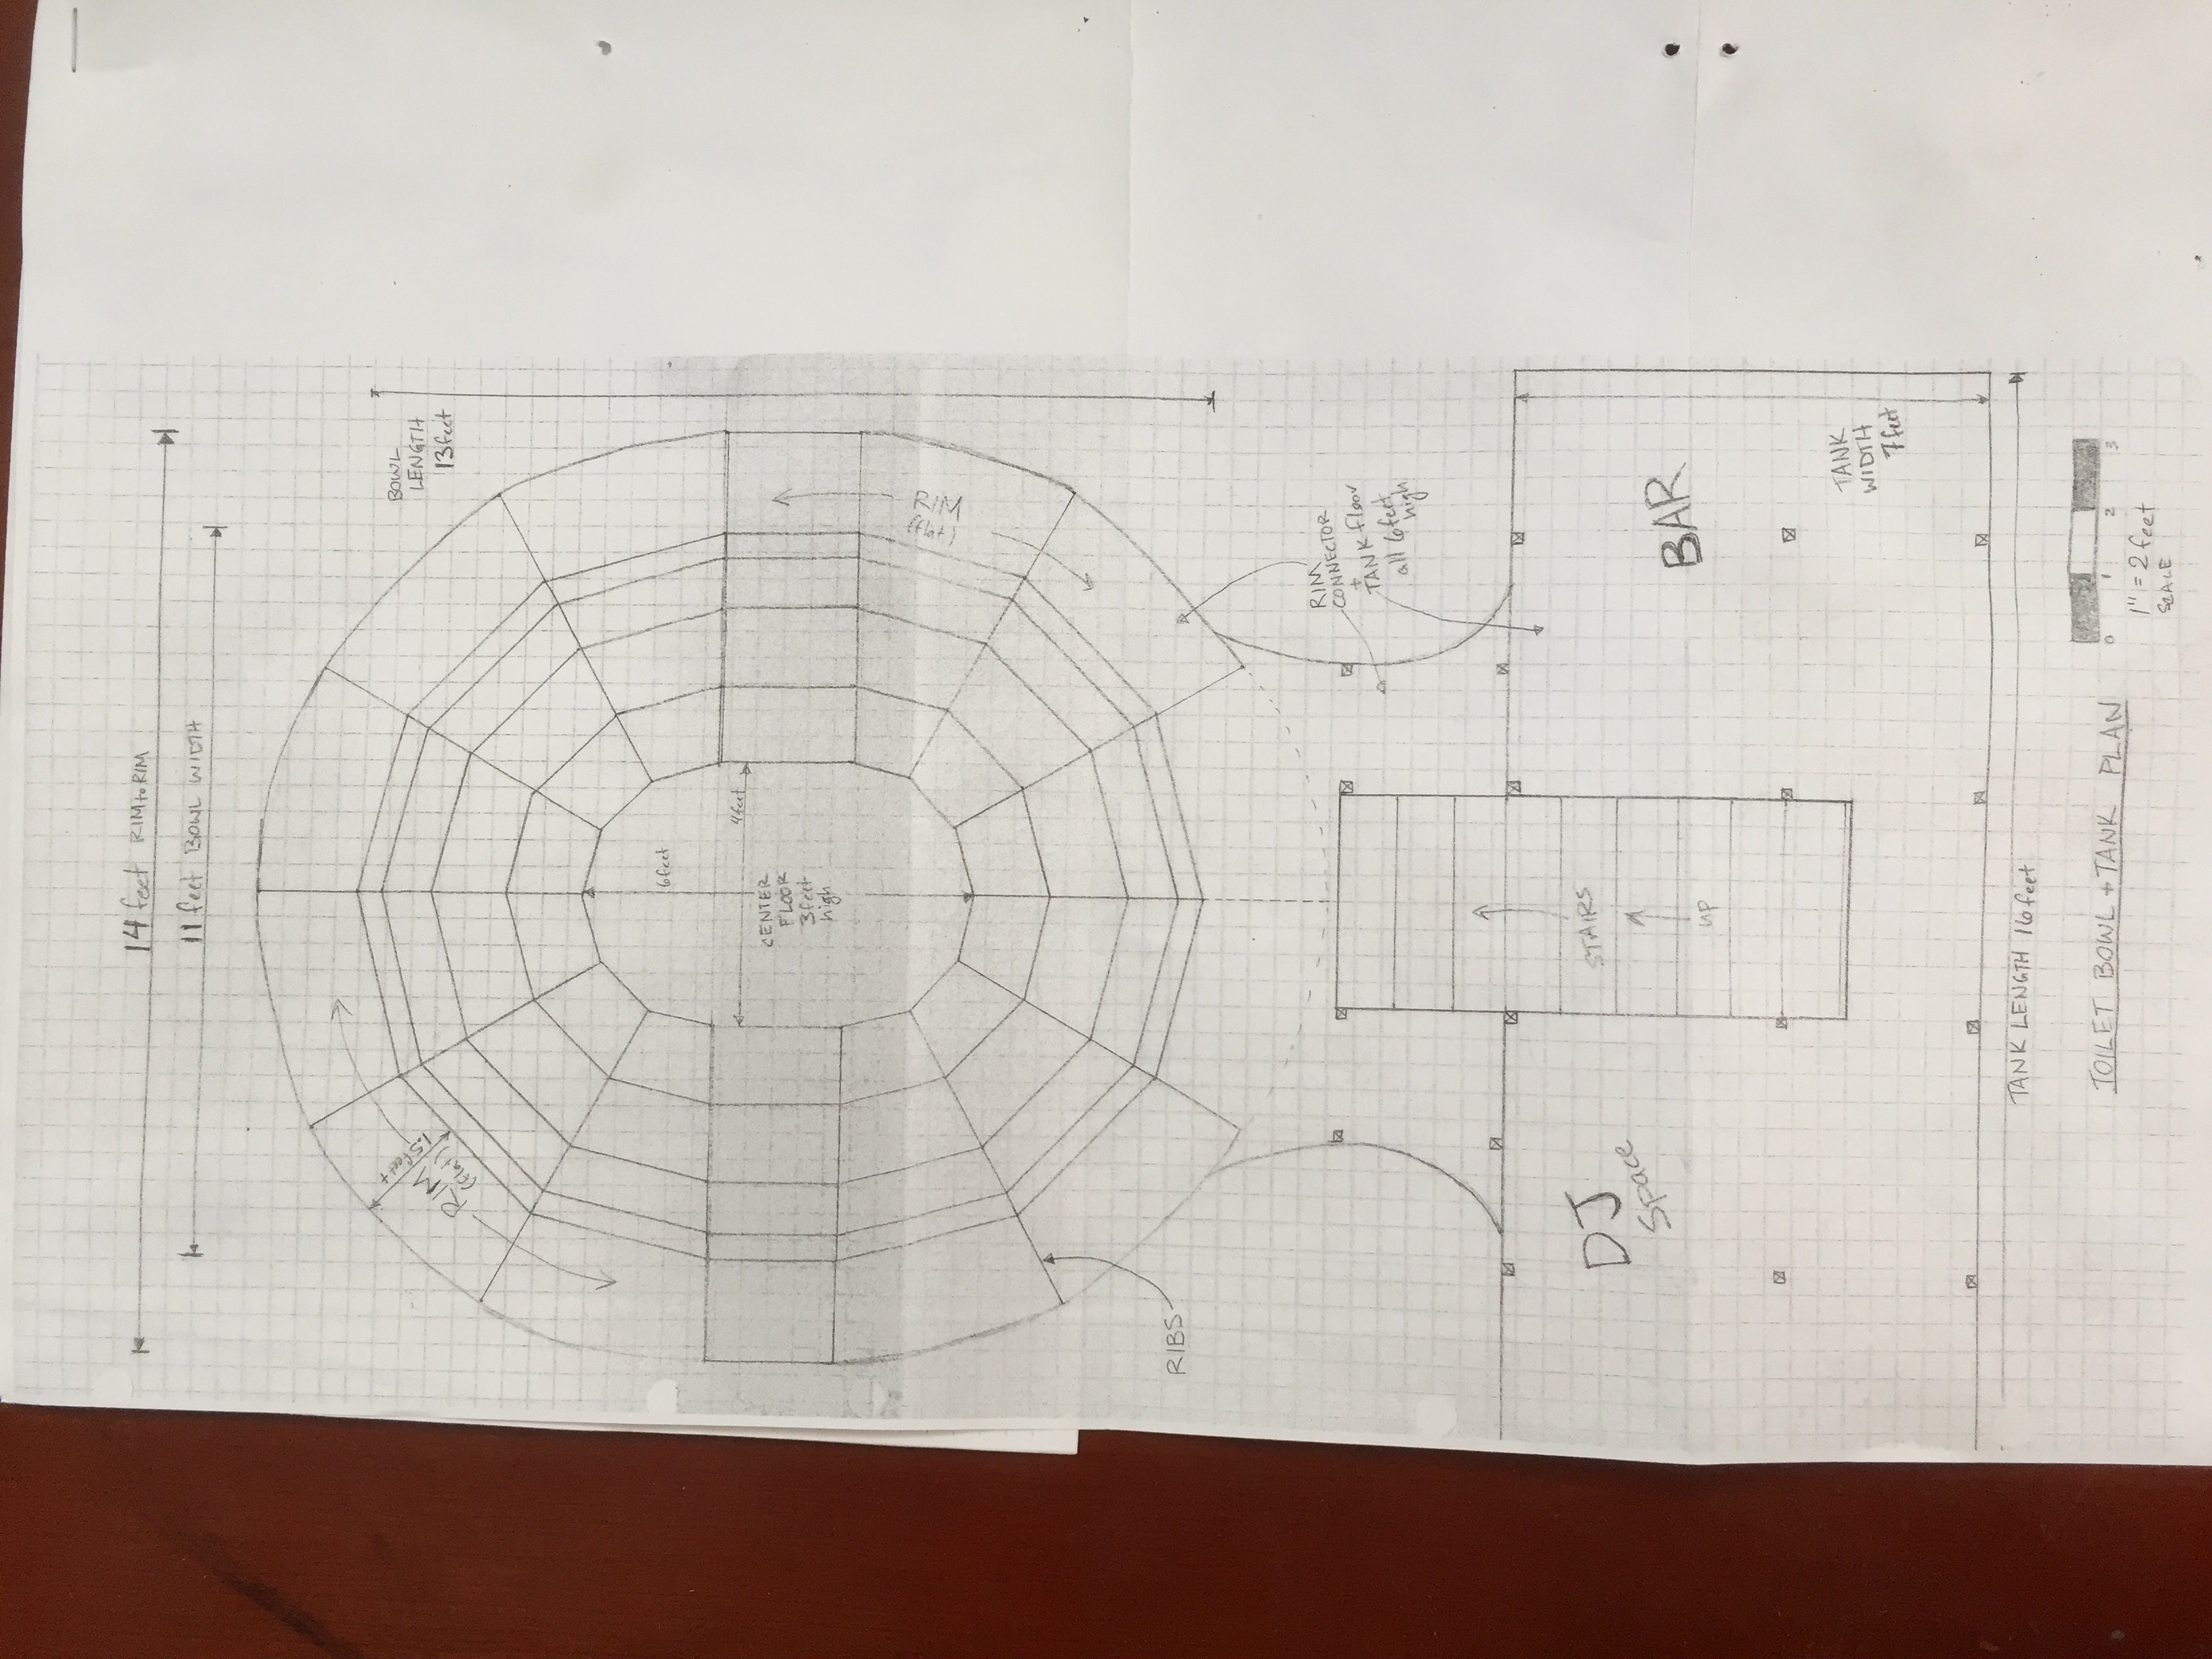 14 feet RIM to RIM
11 feet BOWL WIDTH
BOWL
LENGTH
13 feet
1.5 feet
RIM
(flat)
6 feet
4 feet
CENTER
FLOOR
3 feet
high
RIM
(flat)
RIBS
RIM
CONNECTOR
+
TANK floor
all 6 feet
high
DJ
Space
STAIRS
up
BAR
TANK
WIDTH
7 feet
TANK LENGTH 16 feet
TOILET BOWL + TANK PLAN
0 1 2 3
1" = 2 feet
SCALE